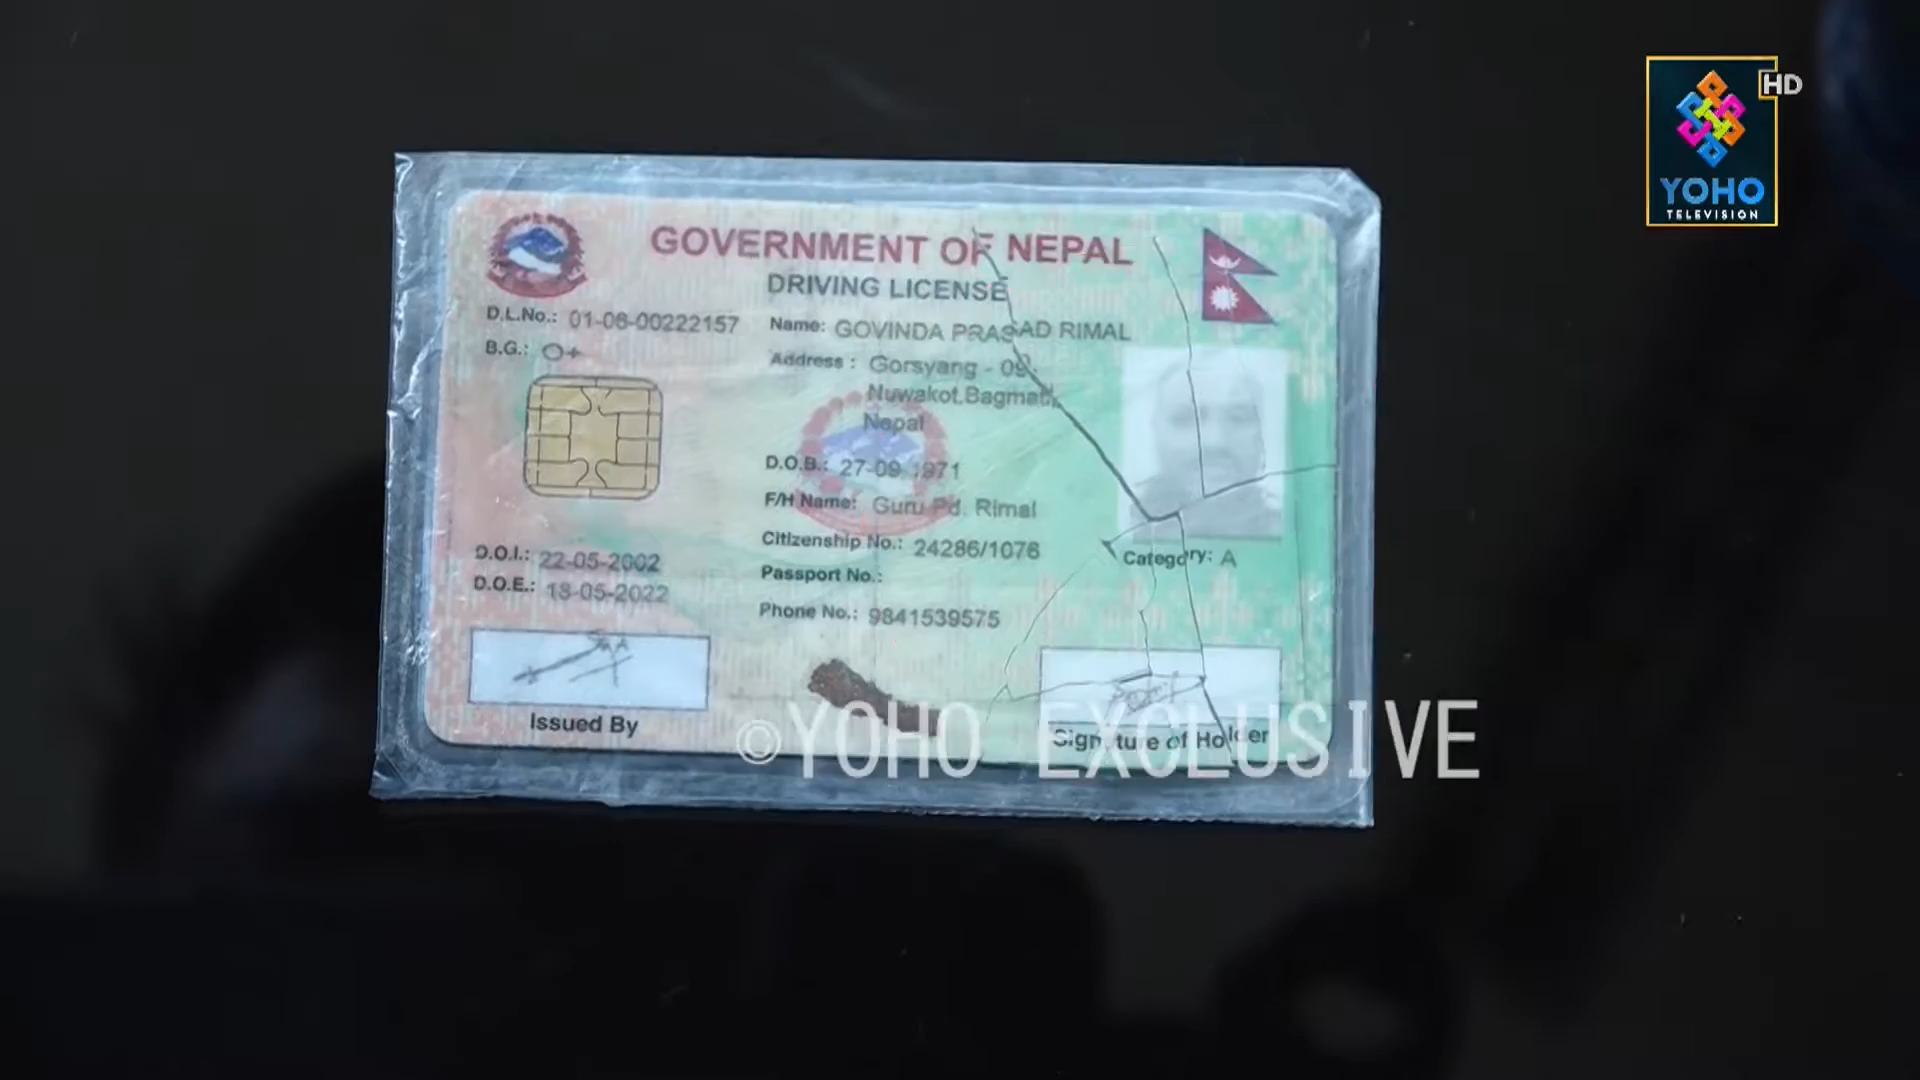 GOVERNMENT OF NEPAL
DRIVING LICENSE
D.L.No.: 01-06-00222157
B.G.: O+
Name: GOVINDA PRASAD RIMAL
Address : Gorsyang - 09,
Nuwakot,Bagmati,
Nepal
D.O.B.: 27-09-1971
F/H Name: Guru Pd. Rimal
Citizenship No.: 24286/1076
Passport No.:
Phone No.: 9841539575
D.O.I.: 22-05-2002
D.O.E.: 18-05-2022
Category: A
Issued By
Signature of Holder
©YOHO EXCLUSIVE
HD
YOHO
TELEVISION